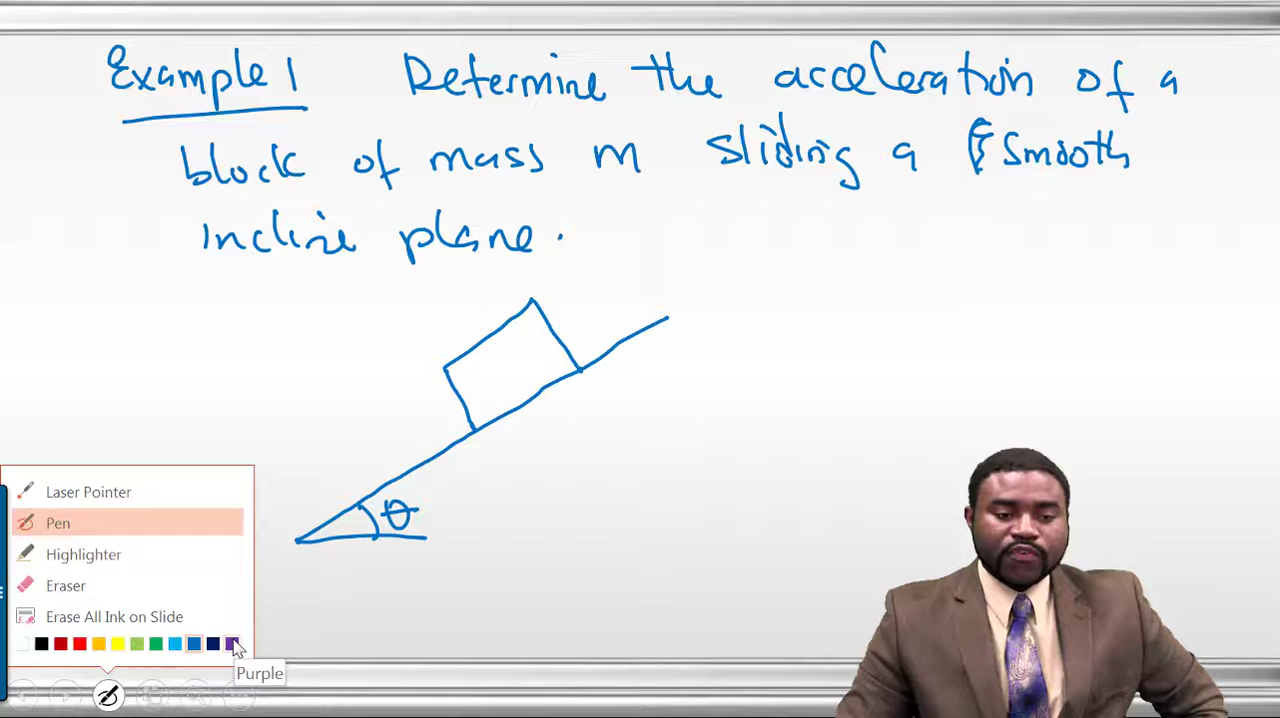 Example 1 Determine the acceleration of a
block of mass m sliding a smooth
incline plane.
θ
Laser Pointer
Pen
Highlighter
Eraser
Erase All Ink on Slide
Purple